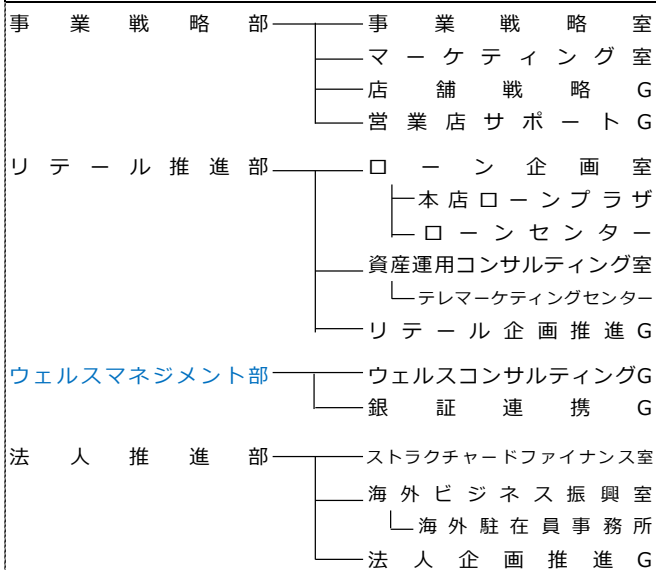 事業戦略部 事業戦略室
マーケティング室
店舗戦略G
営業店サポートG
リテール推進部 ローン企画室
本店ローンプラザ
ローンセンター
資産運用コンサルティング室
テレマーケティングセンター
リテール企画推進G
ウェルスマネジメント部 ウェルスコンサルティングG
銀証連携G
法人推進部 ストラクチャードファイナンス室
海外ビジネス振興室
海外駐在員事務所
法人企画推進G